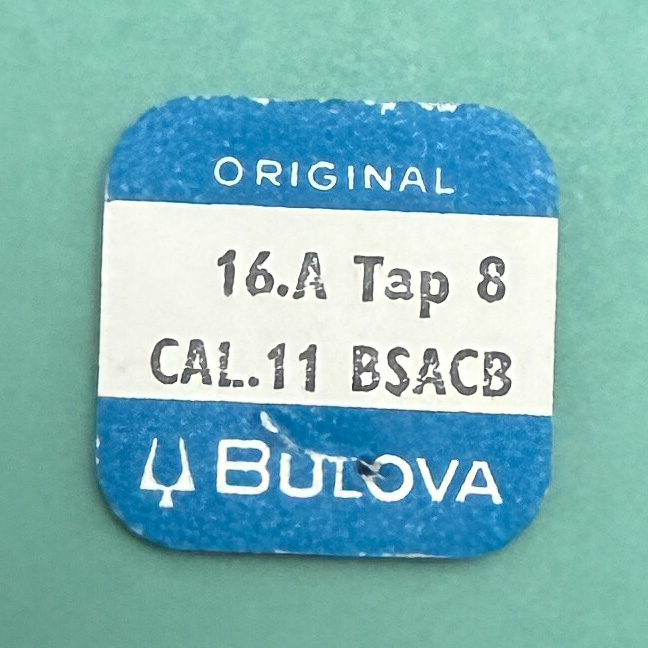 ORIGINAL
16.A Tap 8
CAL.11 BSACB
BULOVA